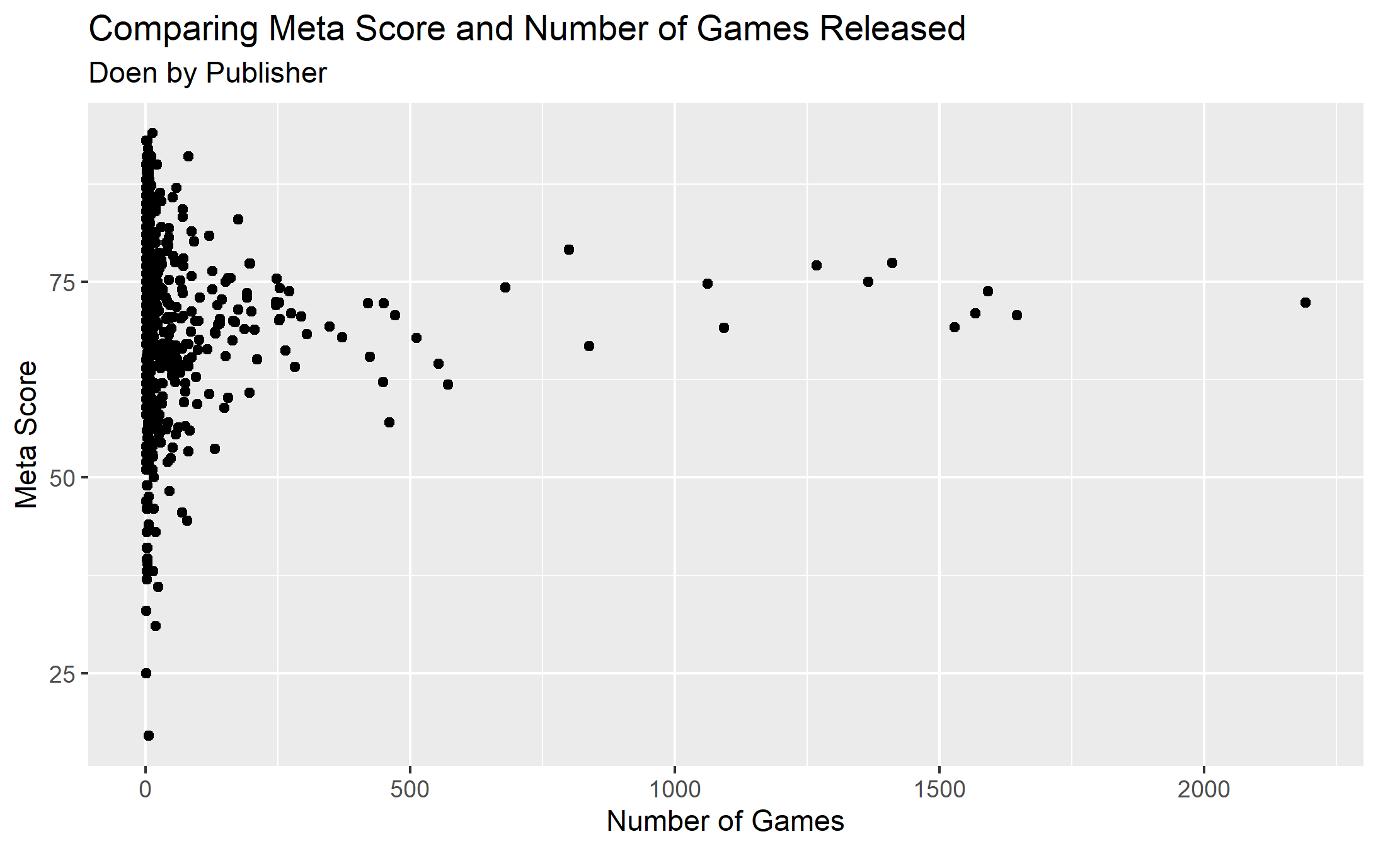 Comparing Meta Score and Number of Games Released
Doen by Publisher
75
50
25
Meta Score
0 500 1000 1500 2000
Number of Games